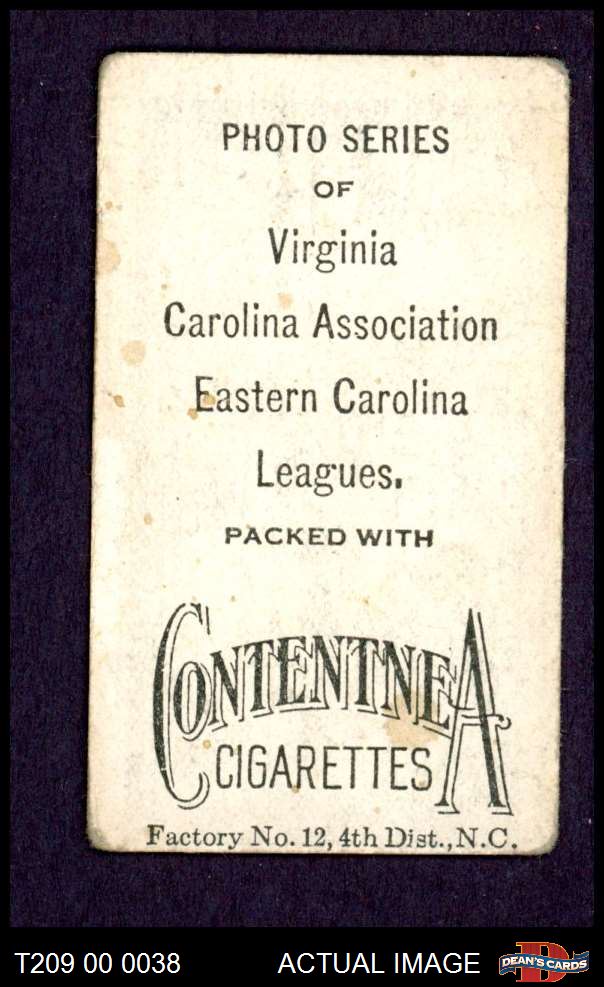 PHOTO SERIES
OF
Virginia
Carolina Association
Eastern Carolina
Leagues.
PACKED WITH
CONTENTNEA
CIGARETTES
Factory No. 12, 4th Dist., N.C.
T209 00 0038 ACTUAL IMAGE DEAN'S CARDS